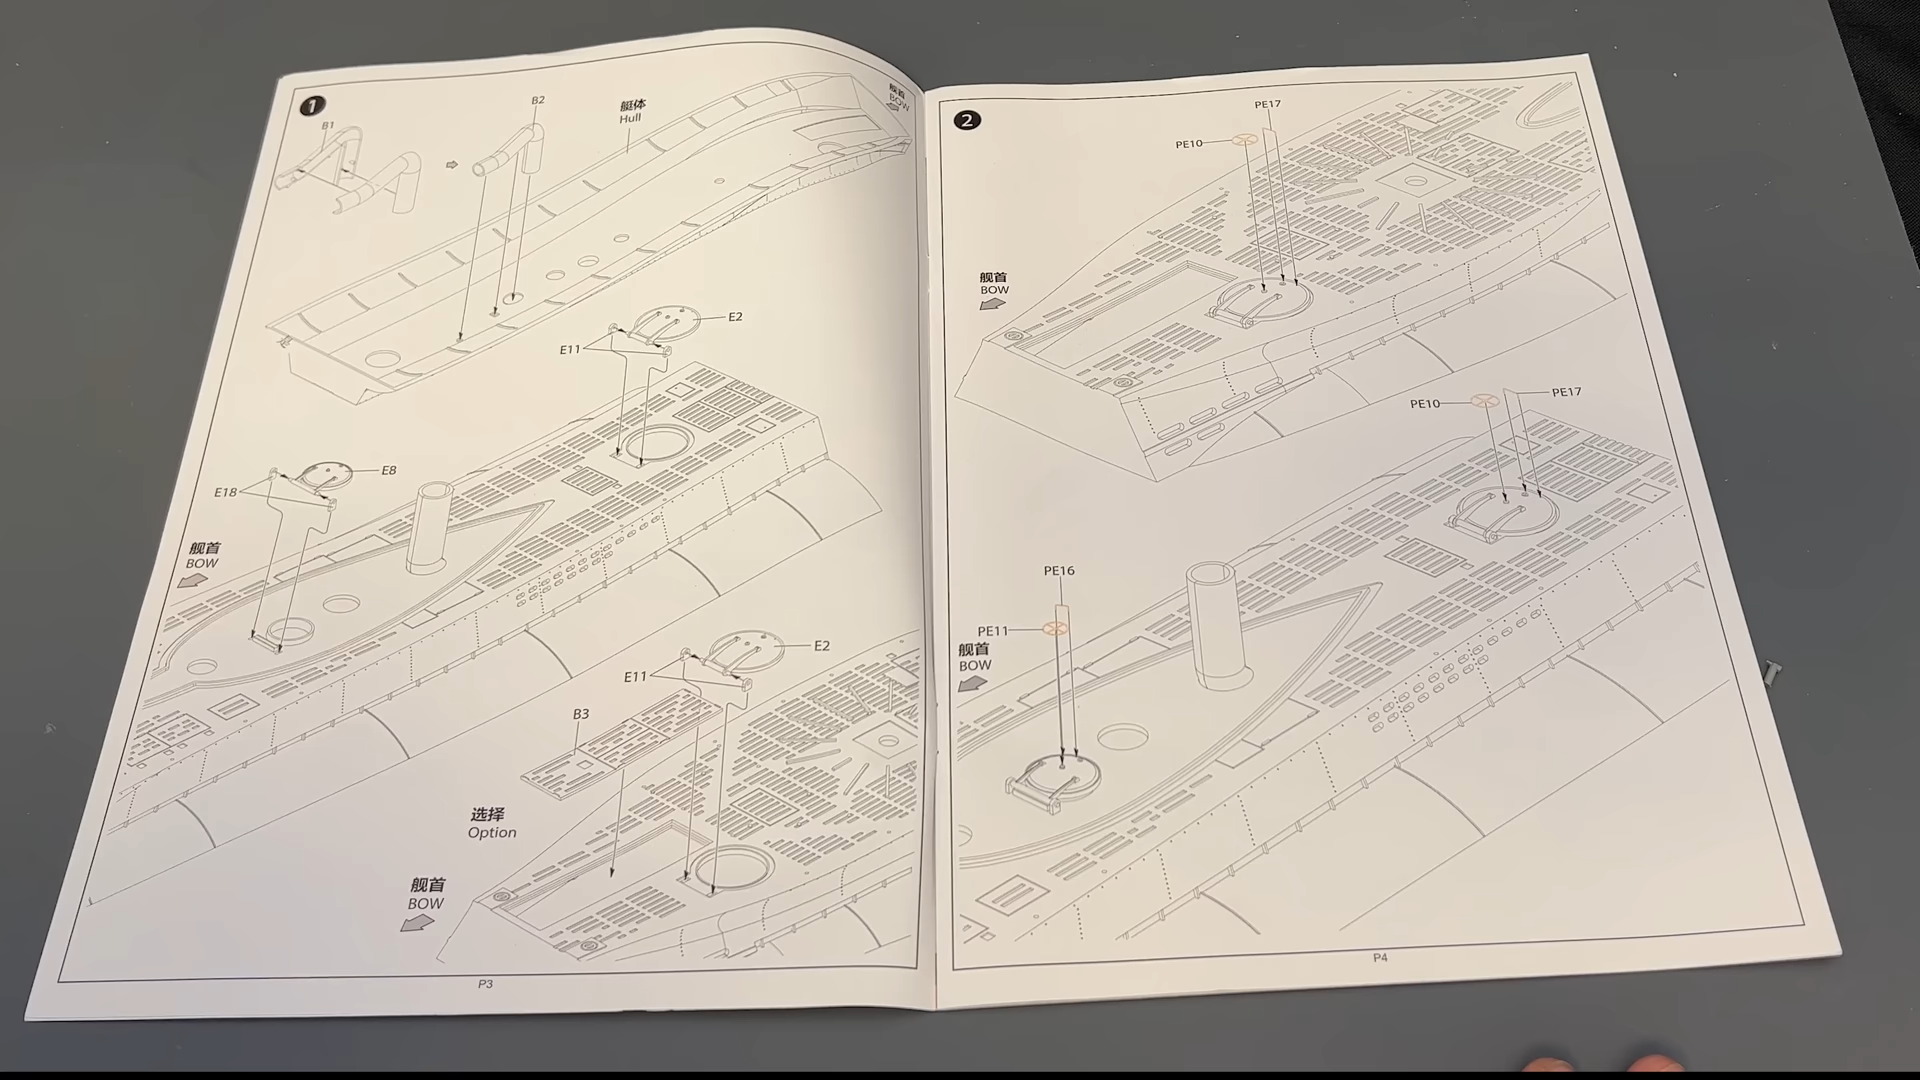 1
B1
B2
艇体
Hull
舰首
BOW
E2
E11
E8
E18
舰首
BOW
E2
E11
B3
选择
Option
舰首
BOW
P3
2
PE17
PE10
舰首
BOW
PE10
PE17
PE16
PE11
舰首
BOW
P4